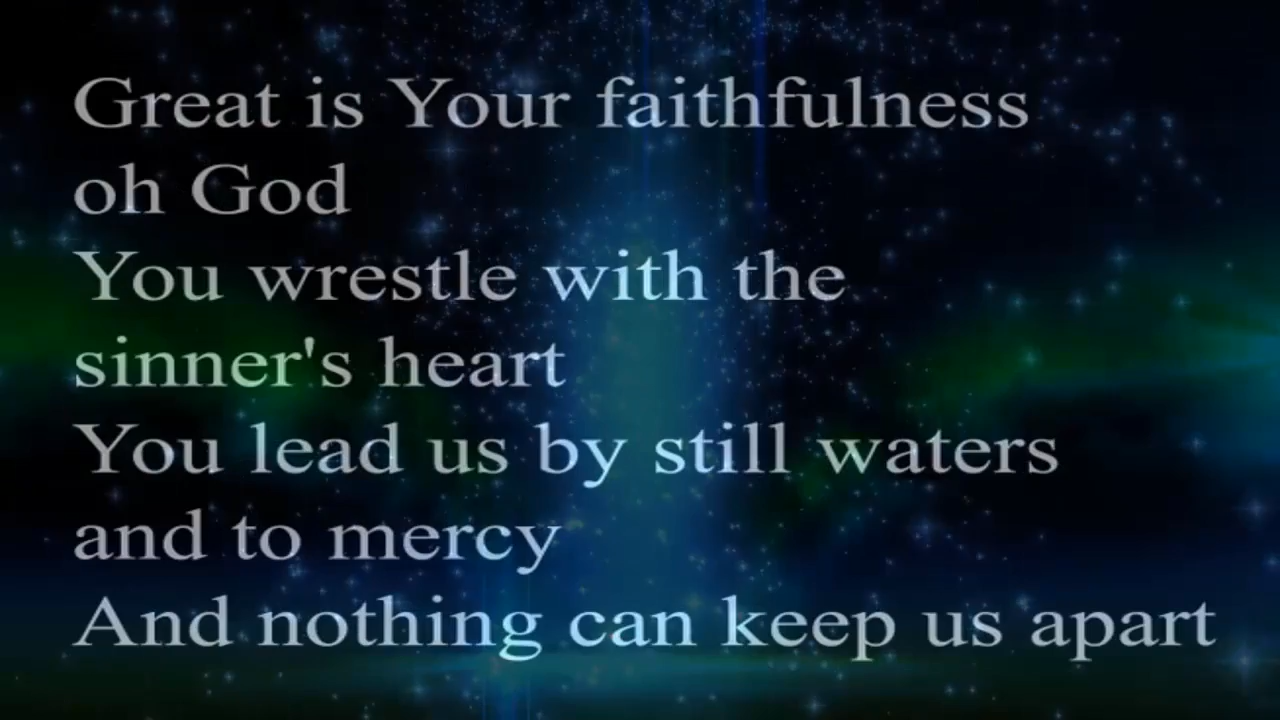 Great is Your faithfulness
oh God
You wrestle with the
sinner's heart
You lead us by still waters
and to mercy
And nothing can keep us apart